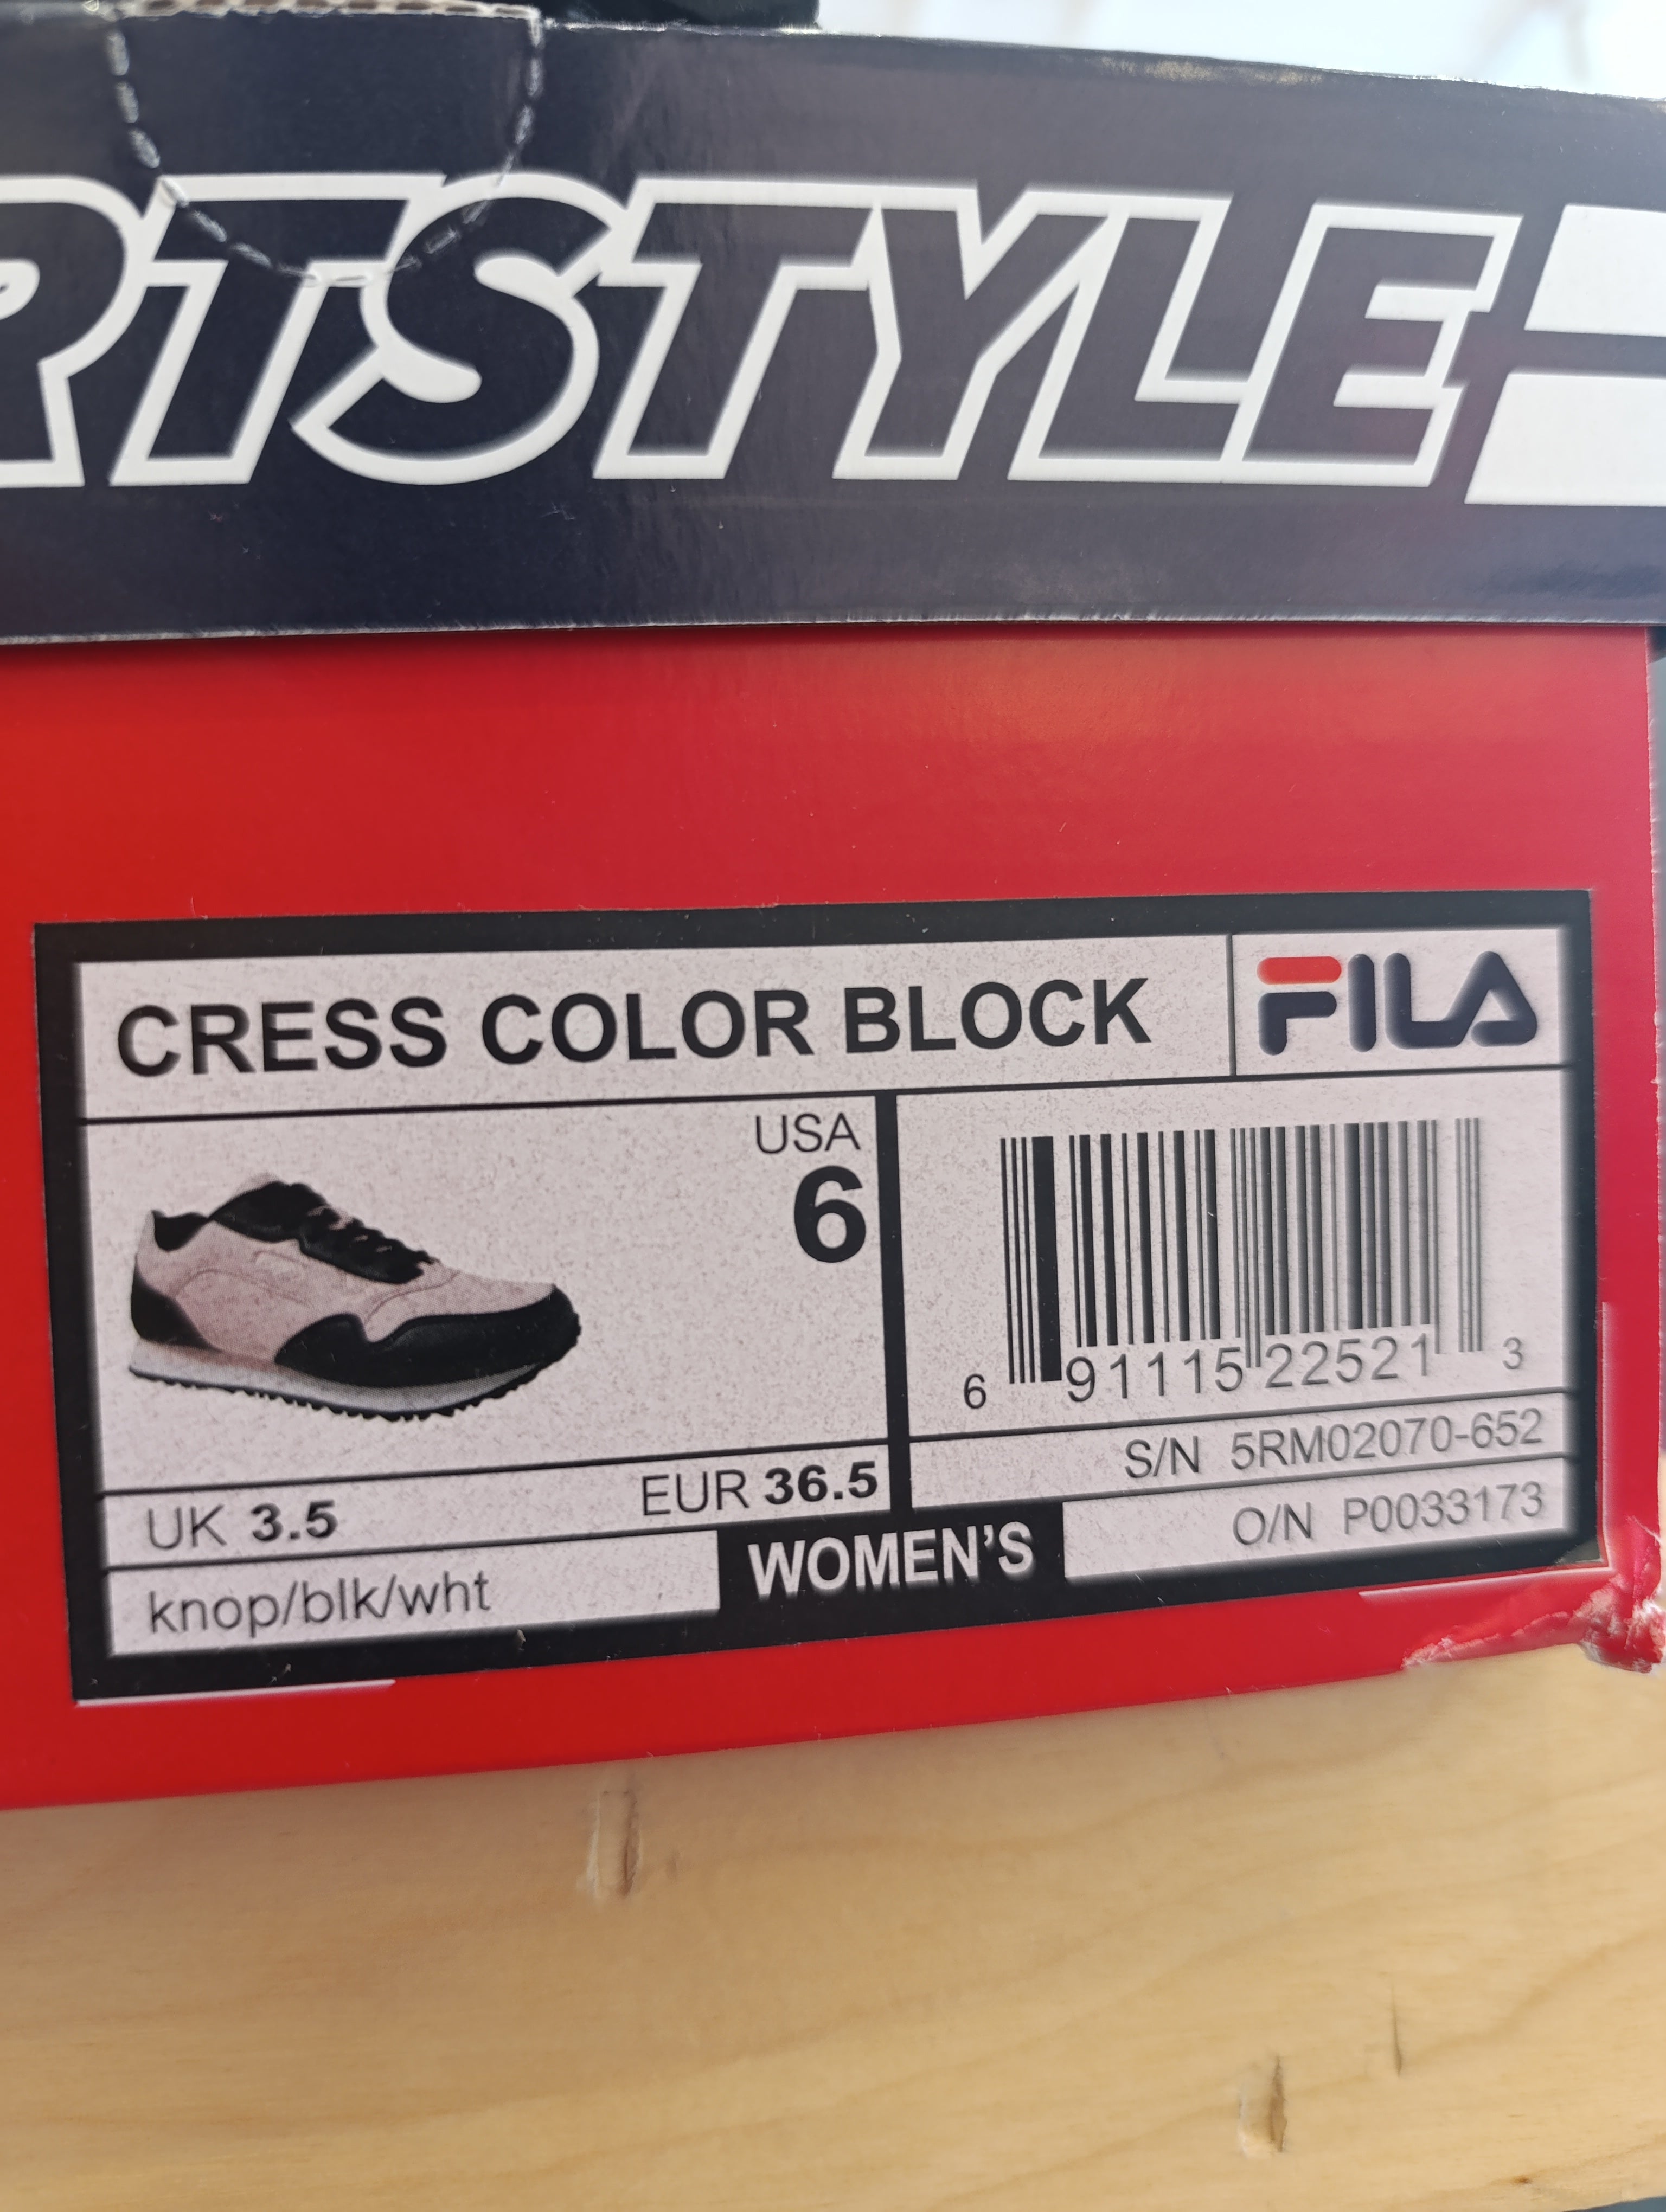 RTSTYLE
CRESS COLOR BLOCK
FILA
USA
6
6 91115 22521 3
S/N 5RM02070-652
UK 3.5
EUR 36.5
O/N P0033173
knop/blk/wht
WOMEN'S